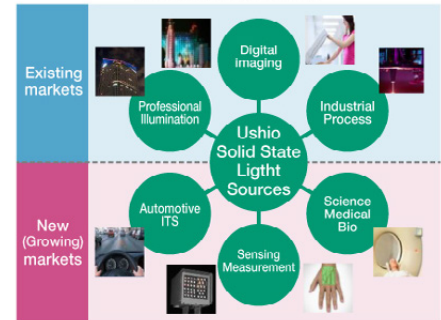 Digital
imaging
Existing
markets
Professional
Illumination
Industrial
Process
Ushio
Solid State
Ligtht
Sources
Automotive
ITS
Science
Medical
Bio
New
(Growing)
markets
Sensing
Measurement